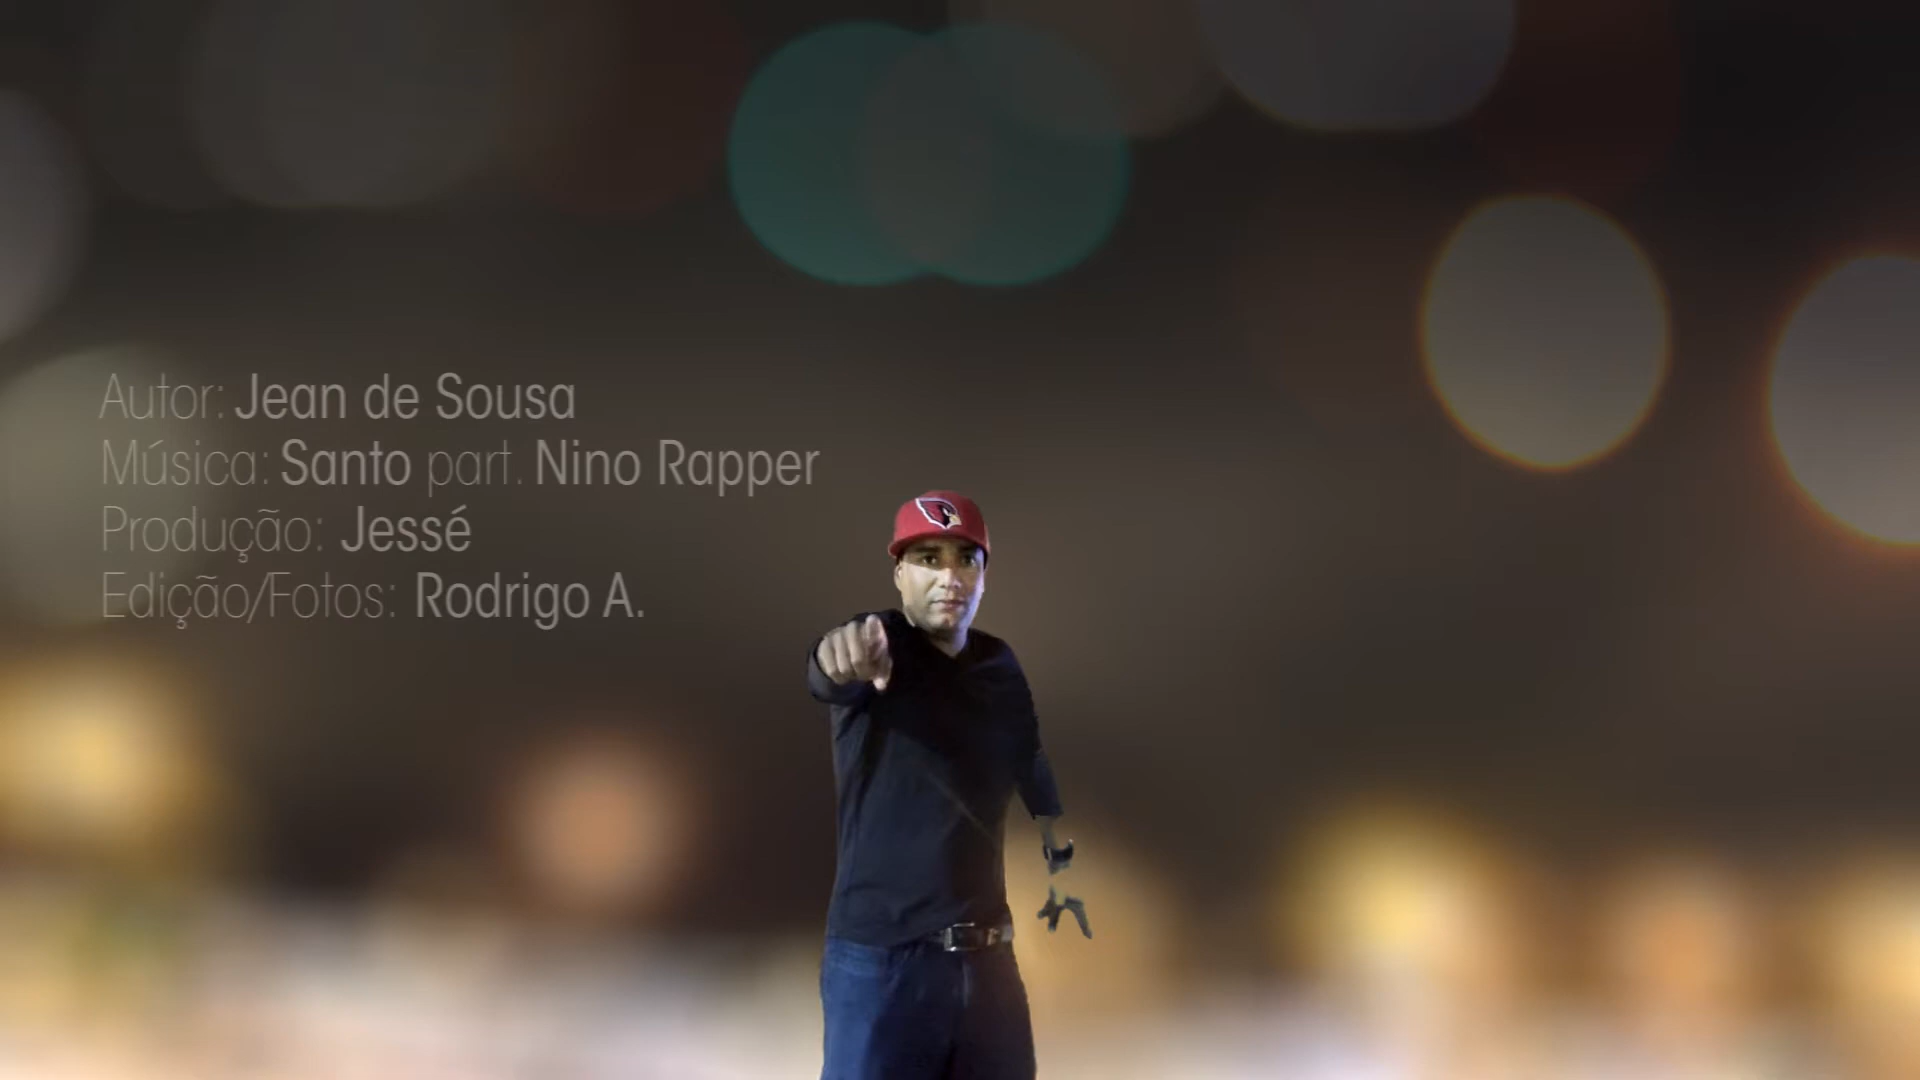 Autor: Jean de Sousa
Música: Santo part. Nino Rapper
Produção: Jessé
Edição/Fotos: Rodrigo A.